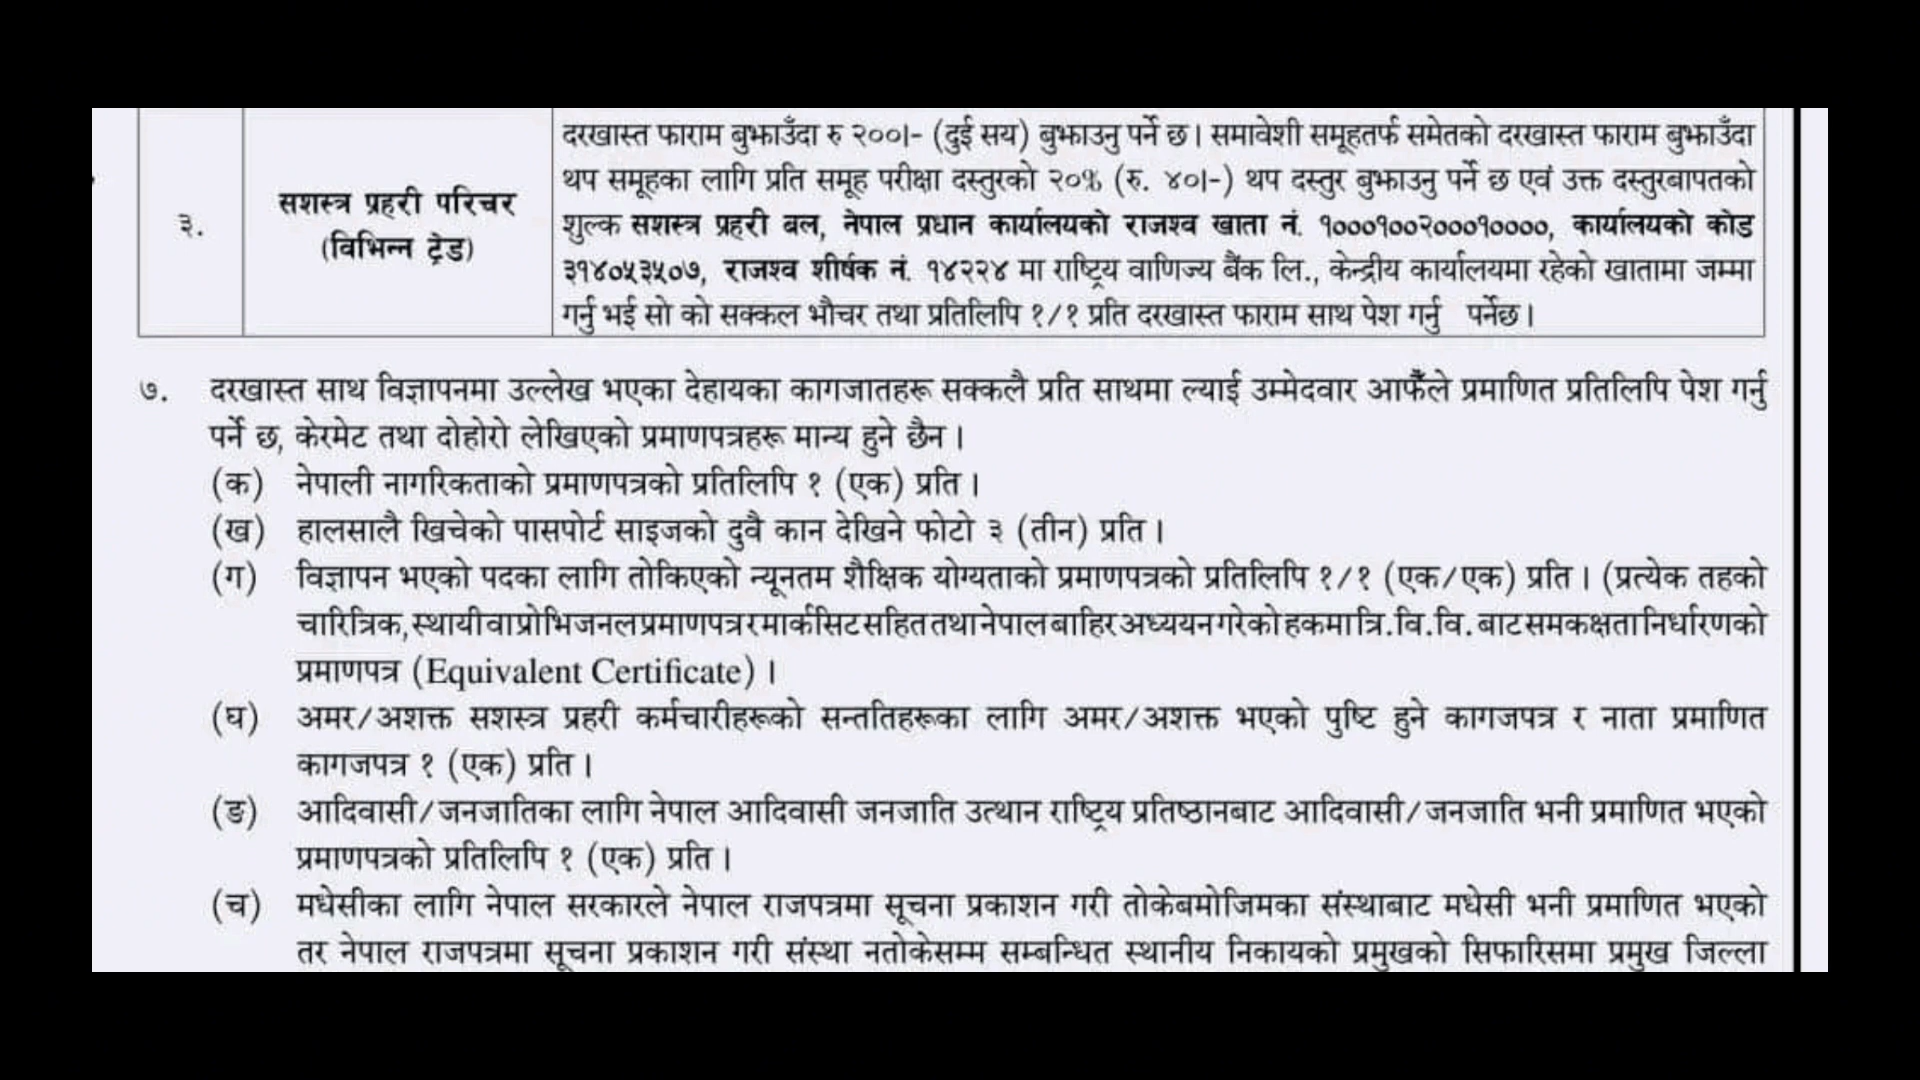 दरखास्त फाराम बुझाउँदा रु २००।- (दुई सय) बुझाउनु पर्ने छ। समावेशी समूहतर्फ समेतको दरखास्त फाराम बुझाउँदा
थप समूहका लागि प्रति समूह परीक्षा दस्तुरको २०% (रु. ४०।-) थप दस्तुर बुझाउनु पर्ने छ एवं उक्त दस्तुरबापतको
३. सशस्त्र प्रहरी परिचर शुल्क सशस्त्र प्रहरी बल, नेपाल प्रधान कार्यालयको राजश्व खाता नं. १०००१००२०००१००००, कार्यालयको कोड
(विभिन्न ट्रेड) ३१४०५३५०७, राजश्व शीर्षक नं. १४२२४ मा राष्ट्रिय वाणिज्य बैंक लि., केन्द्रीय कार्यालयमा रहेको खातामा जम्मा
गर्नु भई सो को सक्कल भौचर तथा प्रतिलिपि १/१ प्रति दरखास्त फाराम साथ पेश गर्नु पर्नेछ।
७. दरखास्त साथ विज्ञापनमा उल्लेख भएका देहायका कागजातहरू सक्कलै प्रति साथमा ल्याई उम्मेदवार आफैंले प्रमाणित प्रतिलिपि पेश गर्नु
पर्ने छ, केरमेट तथा दोहोरो लेखिएको प्रमाणपत्रहरू मान्य हुने छैन।
(क) नेपाली नागरिकताको प्रमाणपत्रको प्रतिलिपि १ (एक) प्रति।
(ख) हालसालै खिचेको पासपोर्ट साइजको दुवै कान देखिने फोटो ३ (तीन) प्रति।
(ग) विज्ञापन भएको पदका लागि तोकिएको न्यूनतम शैक्षिक योग्यताको प्रमाणपत्रको प्रतिलिपि १/१ (एक/एक) प्रति। (प्रत्येक तहको
चारित्रिक, स्थायी वा प्रोभिजनल प्रमाणपत्र र मार्कसिट सहित तथा नेपाल बाहिर अध्ययन गरेको हकमा त्रि.वि.वि. बाट समकक्षता निर्धारणको
प्रमाणपत्र (Equivalent Certificate)।
(घ) अमर/अशक्त सशस्त्र प्रहरी कर्मचारीहरूको सन्ततिहरूका लागि अमर/अशक्त भएको पुष्टि हुने कागजपत्र र नाता प्रमाणित
कागजपत्र १ (एक) प्रति।
(ङ) आदिवासी/जनजातिका लागि नेपाल आदिवासी जनजाति उत्थान राष्ट्रिय प्रतिष्ठानबाट आदिवासी/जनजाति भनी प्रमाणित भएको
प्रमाणपत्रको प्रतिलिपि १ (एक) प्रति।
(च) मधेसीका लागि नेपाल सरकारले नेपाल राजपत्रमा सूचना प्रकाशन गरी तोकेबमोजिमका संस्थाबाट मधेसी भनी प्रमाणित भएको
तर नेपाल राजपत्रमा सूचना प्रकाशन गरी संस्था नतोकेसम्म सम्बन्धित स्थानीय निकायको प्रमुखको सिफारिसमा प्रमुख जिल्ला